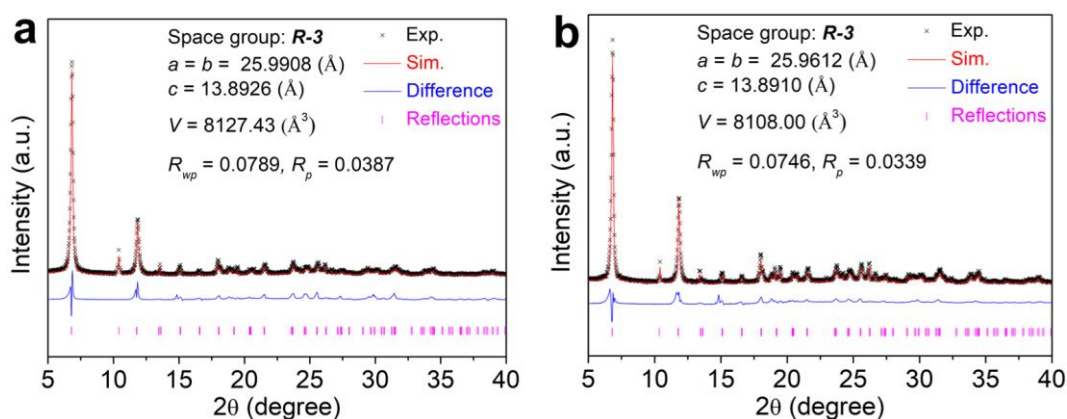 a
Space group: R-3
a = b = 25.9908 (Å)
c = 13.8926 (Å)
V = 8127.43 (Å³)
Rwp = 0.0789, Rp = 0.0387
× Exp.
Sim.
Difference
Reflections
Intensity (a.u.)
5 10 15 20 25 30 35 40
2θ (degree)
b
Space group: R-3
a = b = 25.9612 (Å)
c = 13.8910 (Å)
V = 8108.00 (Å³)
Rwp = 0.0746, Rp = 0.0339
× Exp.
Sim.
Difference
Reflections
Intensity (a.u.)
5 10 15 20 25 30 35 40
2θ (degree)